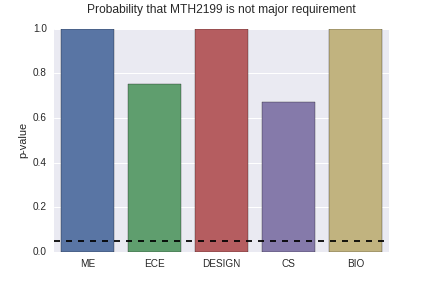 Probability that MTH2199 is not major requirement
1.0
0.8
0.6
0.4
0.2
0.0
p-value
ME ECE DESIGN CS BIO